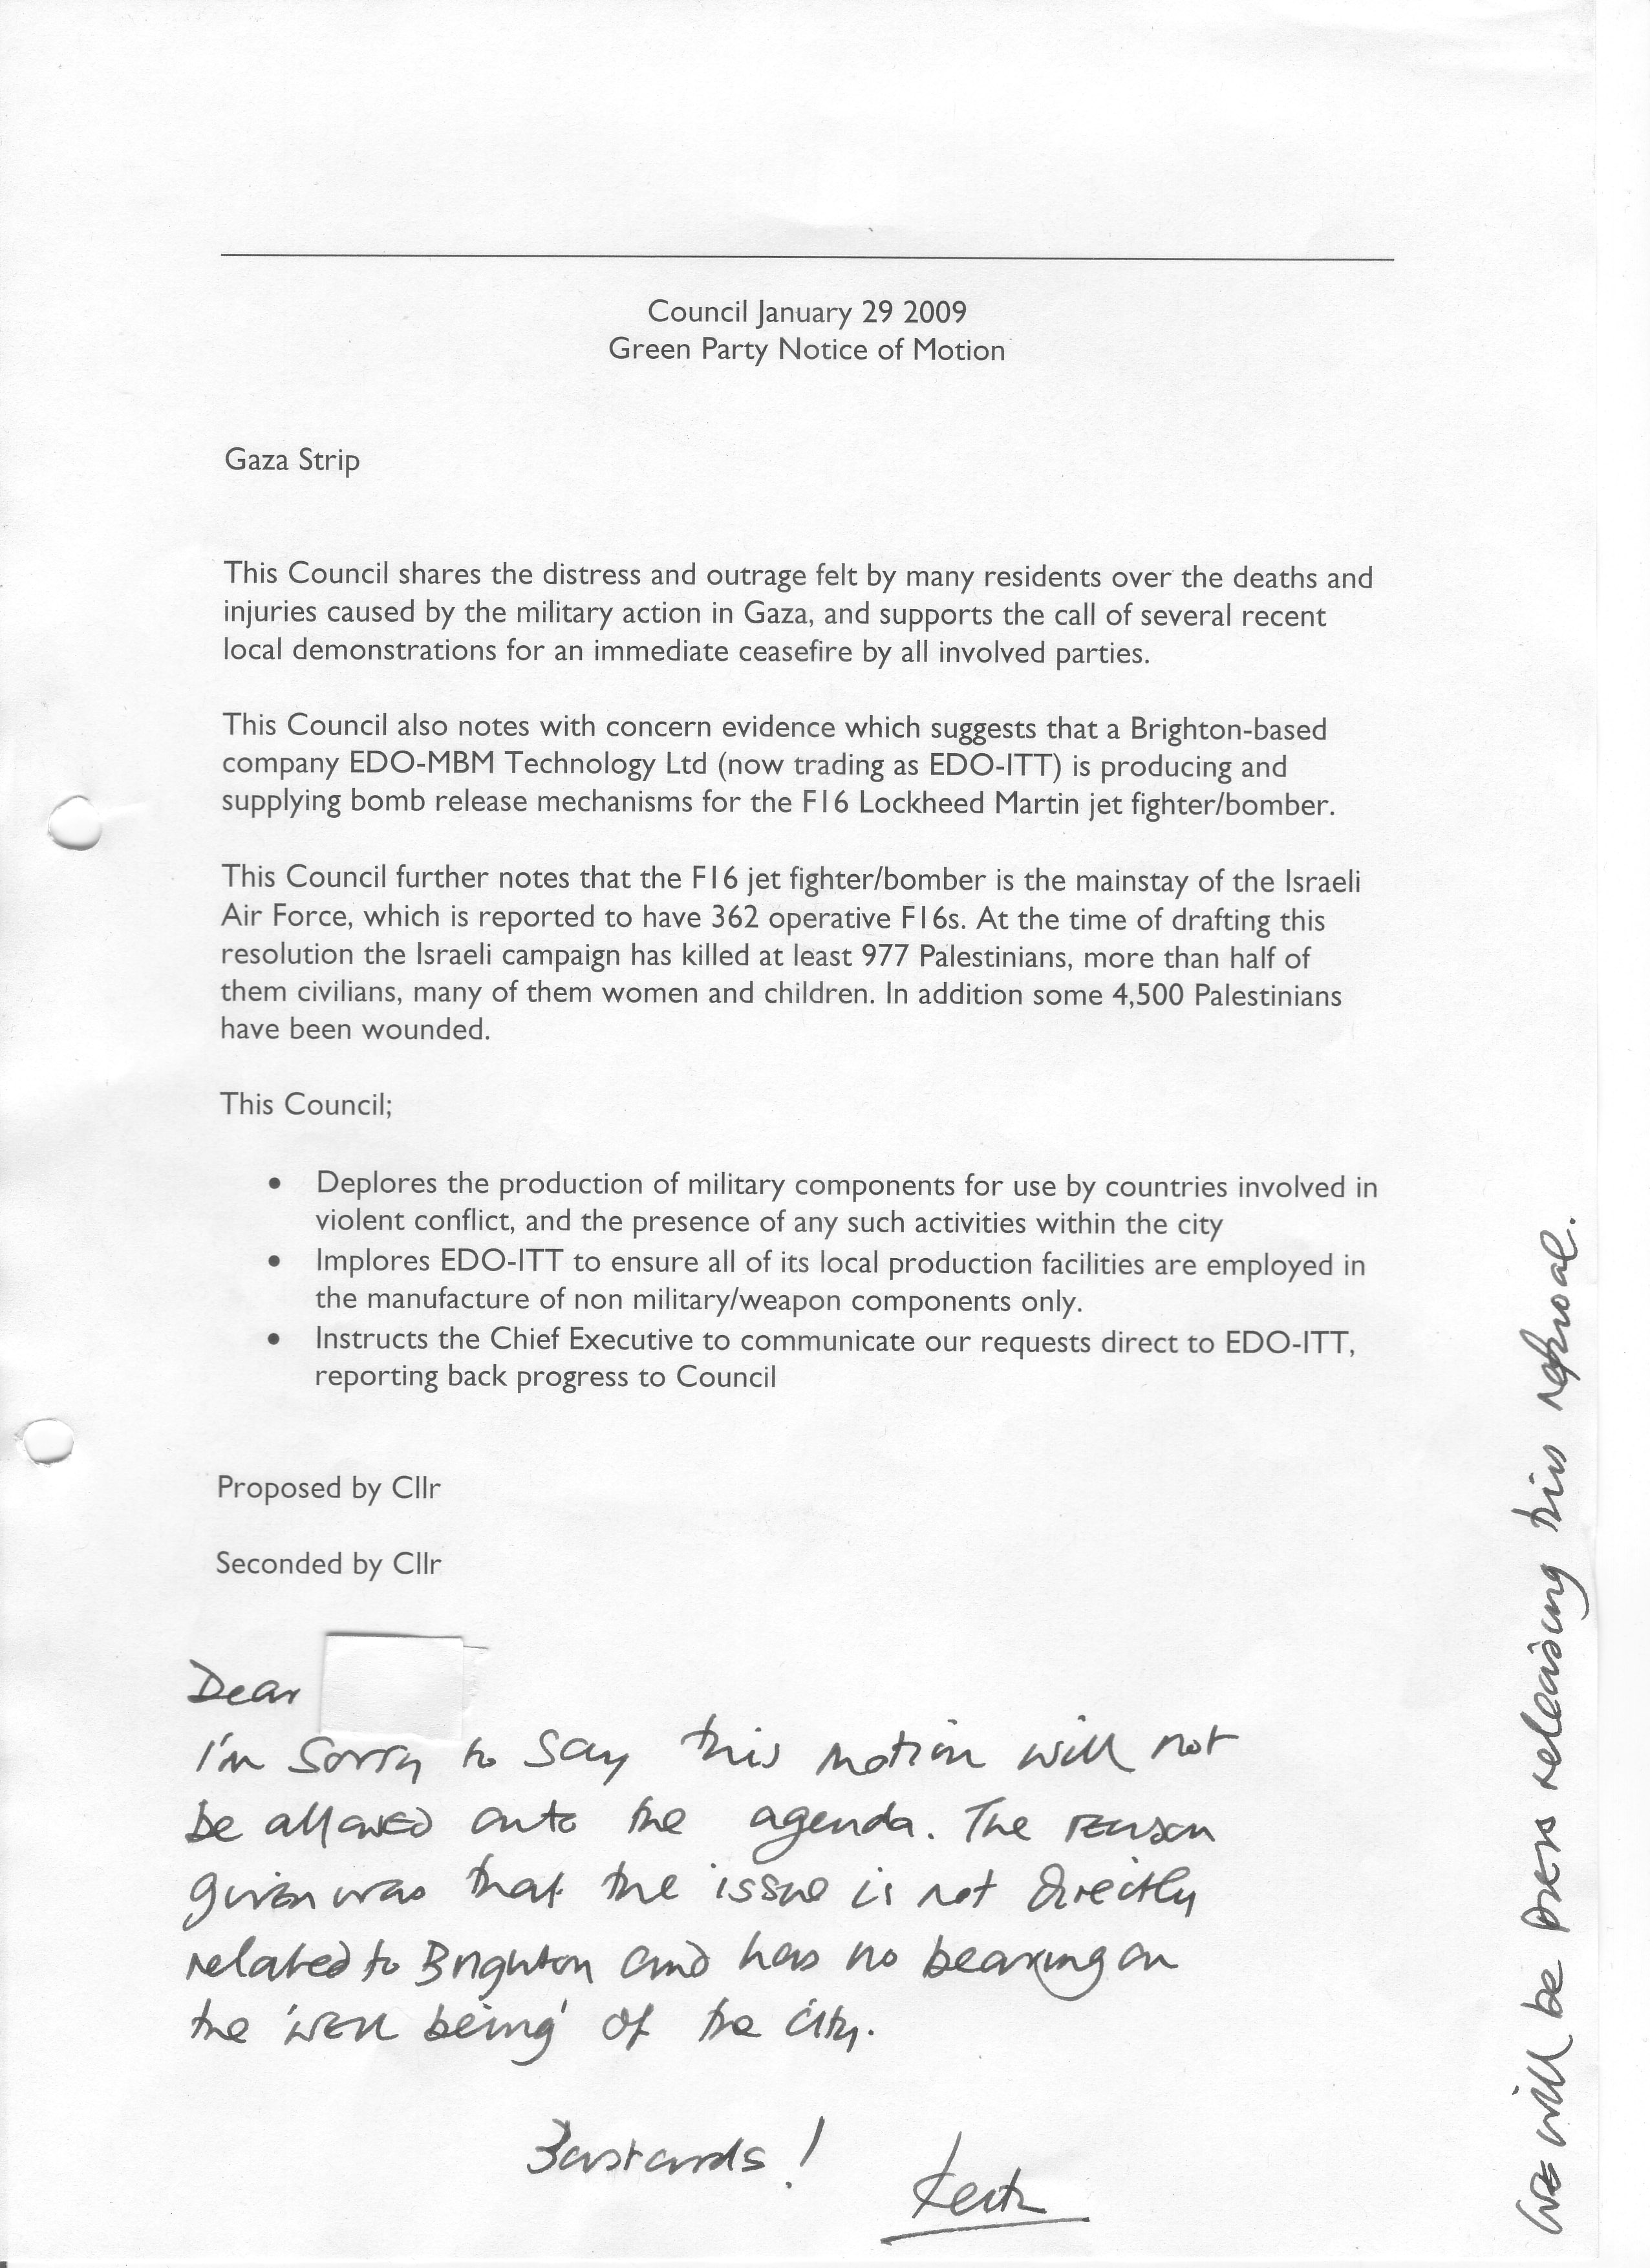 Council January 29 2009
Green Party Notice of Motion
Gaza Strip
This Council shares the distress and outrage felt by many residents over the deaths and
injuries caused by the military action in Gaza, and supports the call of several recent
local demonstrations for an immediate ceasefire by all involved parties.
This Council also notes with concern evidence which suggests that a Brighton-based
company EDO-MBM Technology Ltd (now trading as EDO-ITT) is producing and
supplying bomb release mechanisms for the F16 Lockheed Martin jet fighter/bomber.
This Council further notes that the F16 jet fighter/bomber is the mainstay of the Israeli
Air Force, which is reported to have 362 operative F16s. At the time of drafting this
resolution the Israeli campaign has killed at least 977 Palestinians, more than half of
them civilians, many of them women and children. In addition some 4,500 Palestinians
have been wounded.
This Council;
• Deplores the production of military components for use by countries involved in
violent conflict, and the presence of any such activities within the city
• Implores EDO-ITT to ensure all of its local production facilities are employed in
the manufacture of non military/weapon components only.
• Instructs the Chief Executive to communicate our requests direct to EDO-ITT,
reporting back progress to Council
Proposed by Cllr
Seconded by Cllr
Dear
I'm sorry to say this motion will not
be allowed onto the agenda. The reason
given was that the issue is not directly
related to Brighton and has no bearing on
the 'well being' of the city.
Bastards!
Keith
We will be press releasing this refusal.